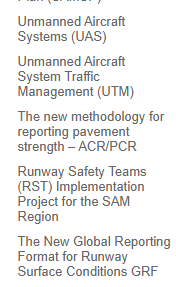 Unmanned Aircraft
Systems (UAS)
Unmanned Aircraft
System Traffic
Management (UTM)
The new methodology for
reporting pavement
strength – ACR/PCR
Runway Safety Teams
(RST) Implementation
Project for the SAM
Region
The New Global Reporting
Format for Runway
Surface Conditions GRF